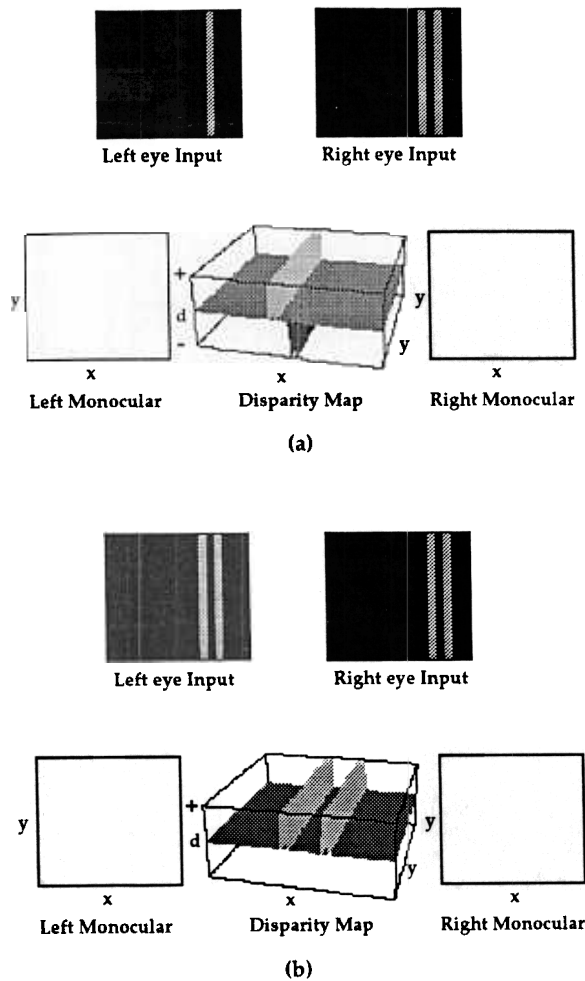 Left eye Input
Right eye Input
y
+
d
-
y
y
x
x
x
Left Monocular
Disparity Map
Right Monocular
(a)
Left eye Input
Right eye Input
y
+
d
y
y
x
x
x
Left Monocular
Disparity Map
Right Monocular
(b)